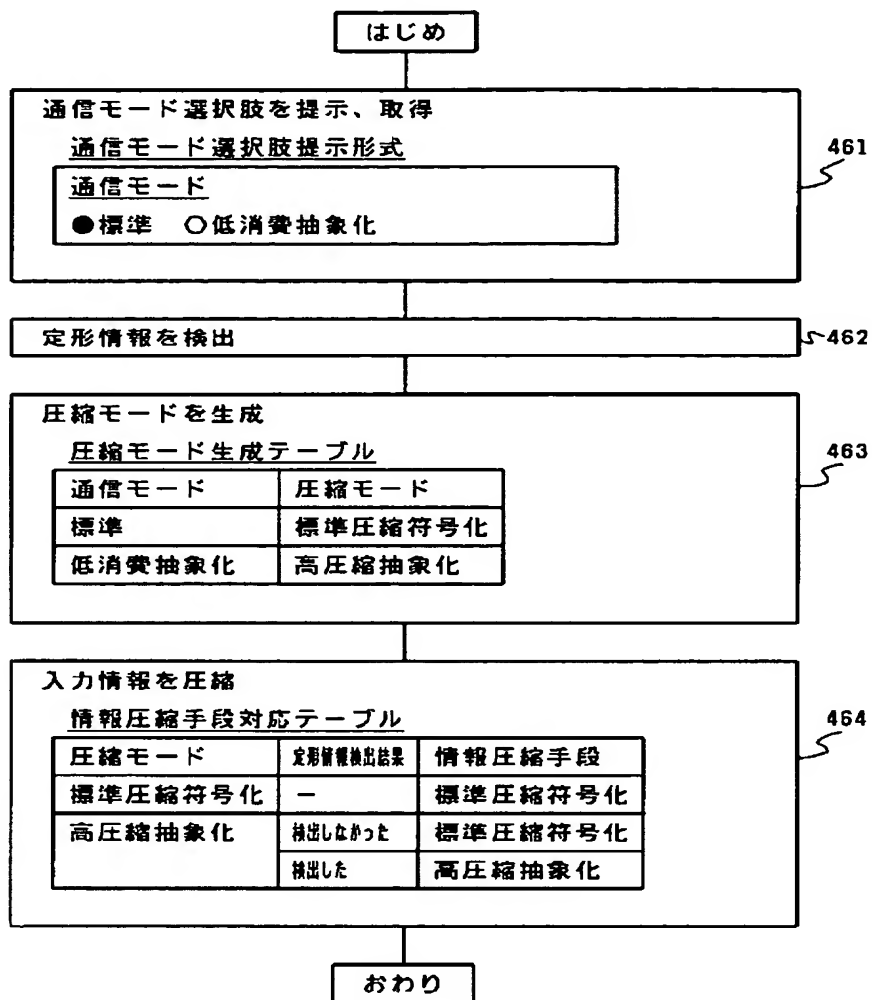 はじめ
通信モード選択肢を提示、取得
通信モード選択肢提示形式
通信モード
●標準 ○低消費抽象化
461
定形情報を検出
462
圧縮モードを生成
圧縮モード生成テーブル
463
通信モード 圧縮モード
標準 標準圧縮符号化
低消費抽象化 高圧縮抽象化
入力情報を圧縮
情報圧縮手段対応テーブル
464
圧縮モード 定形情報検出結果 情報圧縮手段
標準圧縮符号化 － 標準圧縮符号化
高圧縮抽象化 検出しなかった 標準圧縮符号化
検出した 高圧縮抽象化
おわり